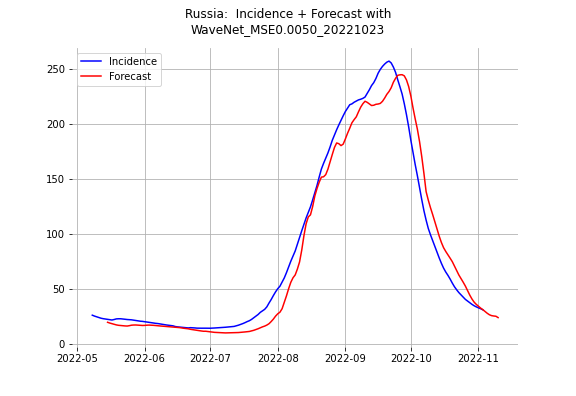 Russia:  Incidence + Forecast with
WaveNet_MSE0.0050_20221023
Incidence
Forecast
250
200
150
100
50
0
2022-05 2022-06 2022-07 2022-08 2022-09 2022-10 2022-11